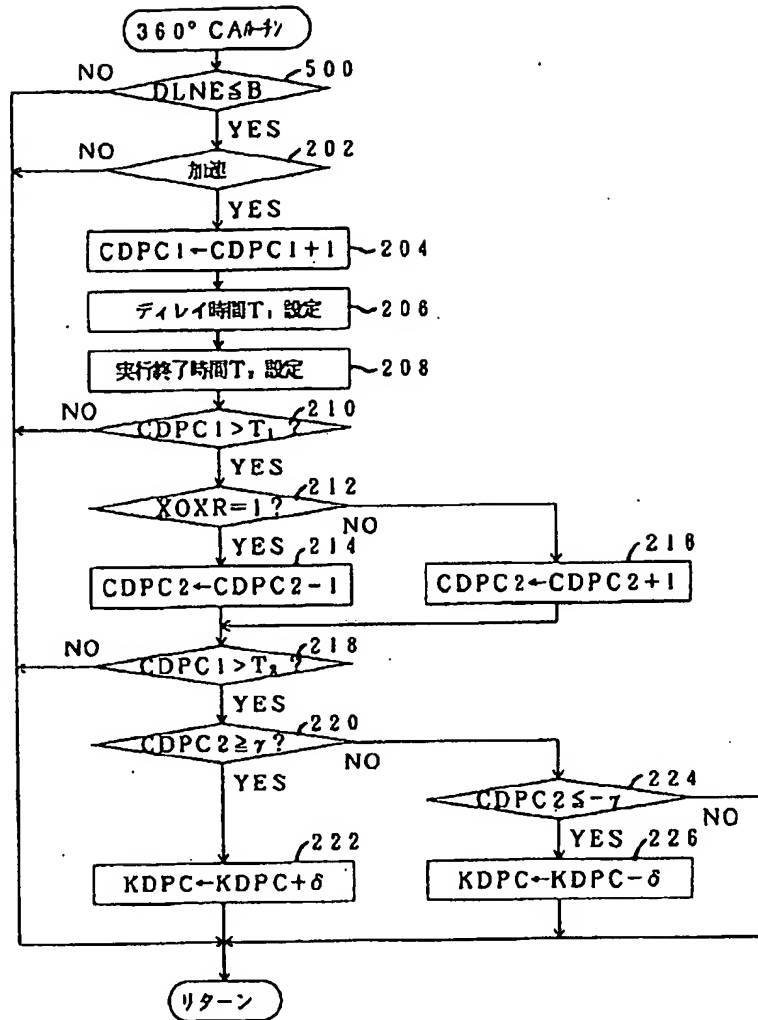 360° CAルーチン
500
NO
DLNE≦B
YES
202
NO
加速
YES
CDPC1←CDPC1+1
204
ディレイ時間T₁ 設定
206
実行終了時間T₂ 設定
208
210
NO
CDPC1>T₁ ?
YES
212
XOXR=1?
NO
YES
214
216
CDPC2←CDPC2-1
CDPC2←CDPC2+1
218
NO
CDPC1>T₂ ?
YES
220
CDPC2≧γ?
NO
YES
224
CDPC2≦-γ
NO
YES
222
226
KDPC←KDPC+δ
KDPC←KDPC-δ
リターン